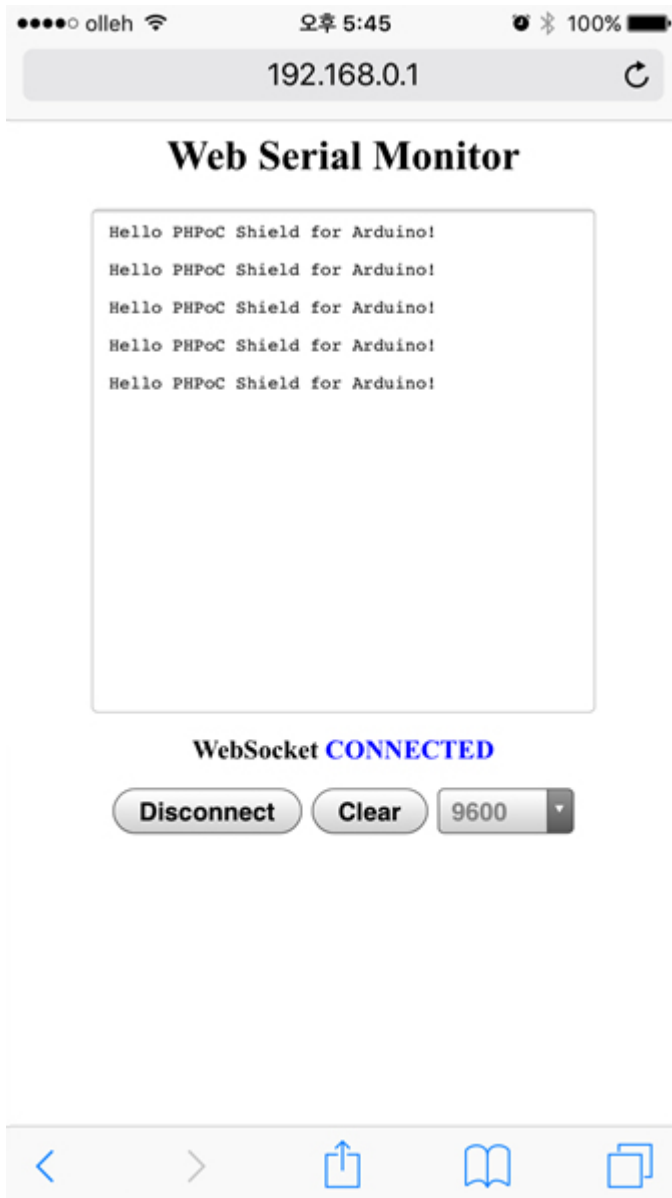 olleh 오후 5:45 100%
192.168.0.1
Web Serial Monitor
Hello PHPoC Shield for Arduino!
Hello PHPoC Shield for Arduino!
Hello PHPoC Shield for Arduino!
Hello PHPoC Shield for Arduino!
Hello PHPoC Shield for Arduino!
WebSocket CONNECTED
Disconnect Clear 9600